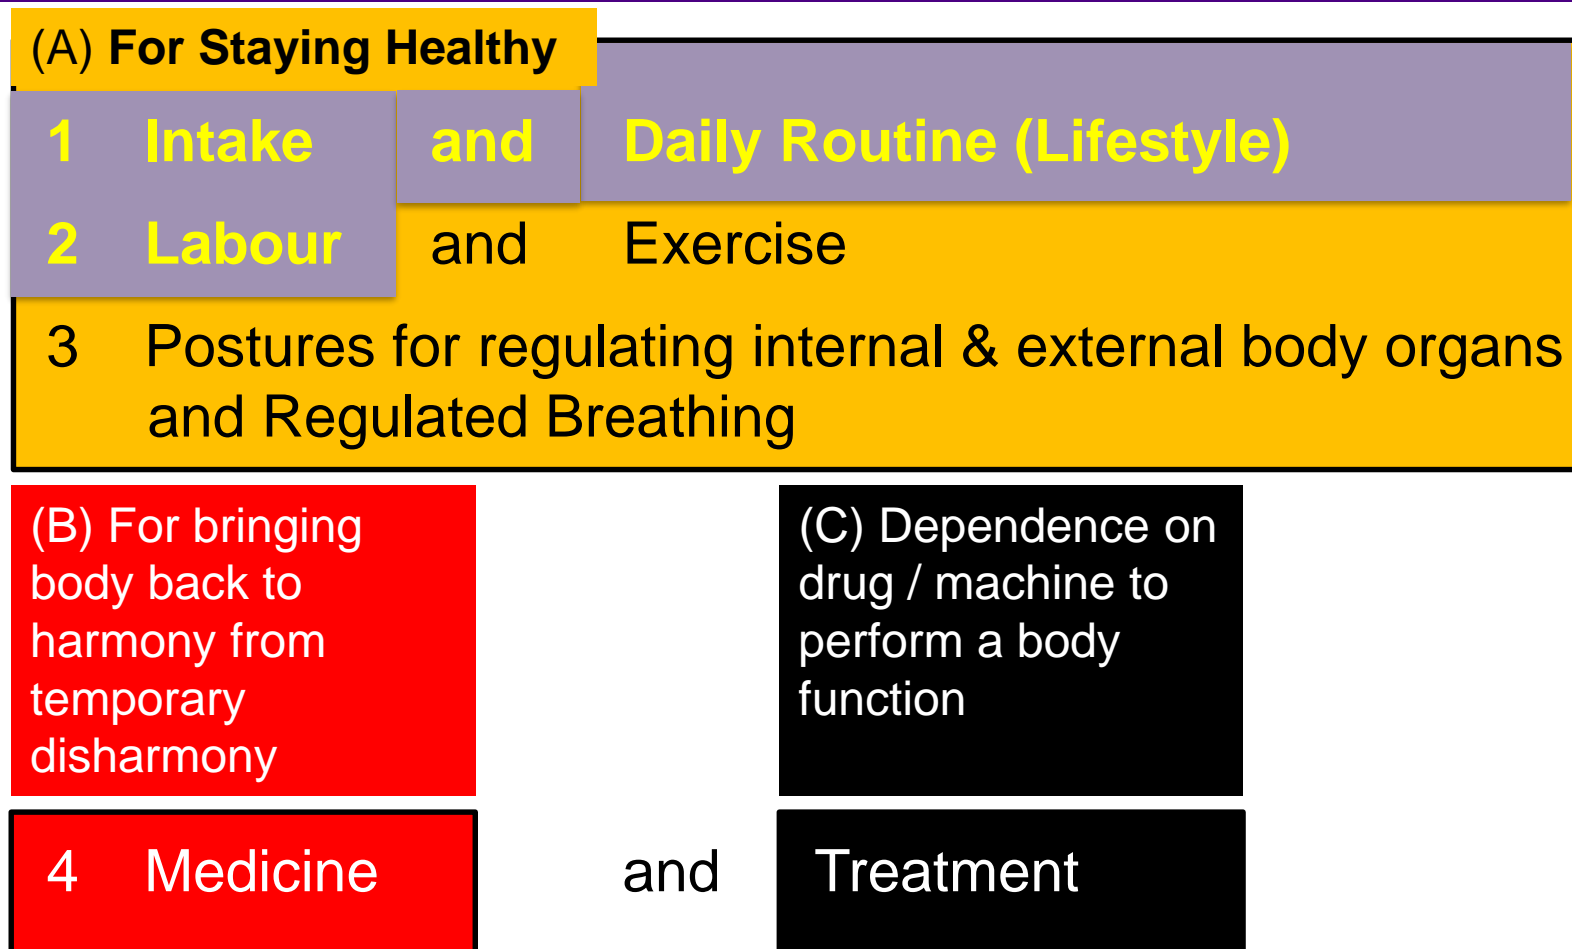 (A) For Staying Healthy
1 Intake and Daily Routine (Lifestyle)
2 Labour and Exercise
3 Postures for regulating internal & external body organs
and Regulated Breathing
(B) For bringing
body back to
harmony from
temporary
disharmony
(C) Dependence on
drug / machine to
perform a body
function
4 Medicine and Treatment